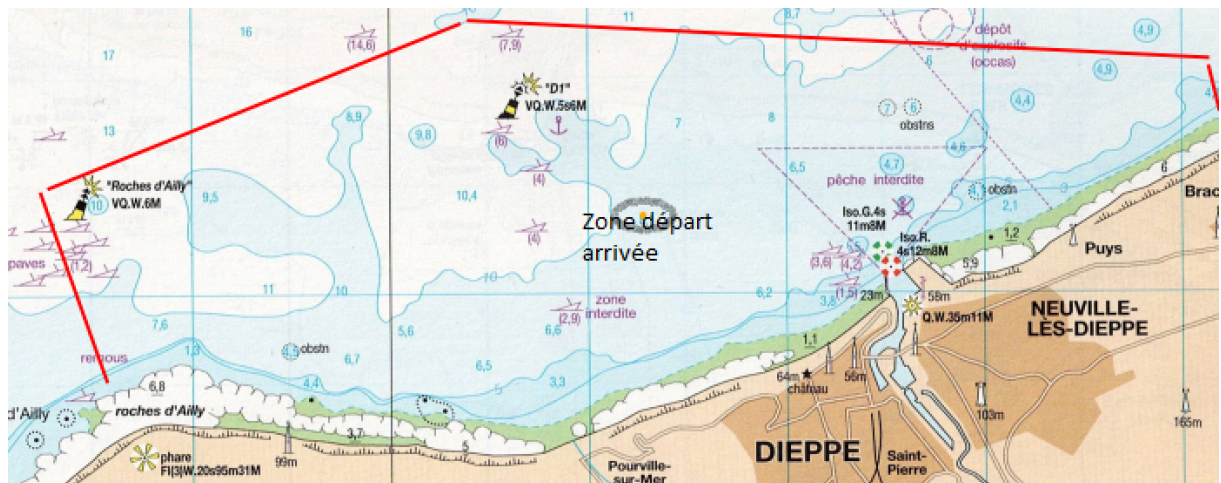 8,7
11
16
17
(14,6)
(7,9)
dépôt
d'explosifs
(occas)
6
4,9
4,9
"D1"
VQ.W.5s6M
4,4
7
6
obstns
8,9
9,8
7
8
13
(6)
4,6
6,5
4,7
6
"Roches d'Ailly"
VQ.W.6M
10
9,5
10,4
(4)
pêche interdite
obstn
3
2,1
Brac
Iso.G.4s
11m8M
Zone départ
arrivée
(4)
Iso.R.
4s12m8M
1,2
Puys
epaves
(1,2)
(3,6)
(4,2)
5,9
10
11
10
zone
interdite
(2,9)
6,2
3,8
(1,5)
23m
58m
Q.W.35m11M
NEUVILLE-
LÈS-DIEPPE
7,6
5,6
6,6
remous
1,3
4,5
obstn
6,7
1,1
6,5
5
3,3
64m
château
56m
6,8
4,4
roches d'Ailly
d'Ailly
103m
165m
3,7
5
99m
phare
Fl(3)W.20s95m31M
DIEPPE
Saint-
Pierre
Pourville-
sur-Mer